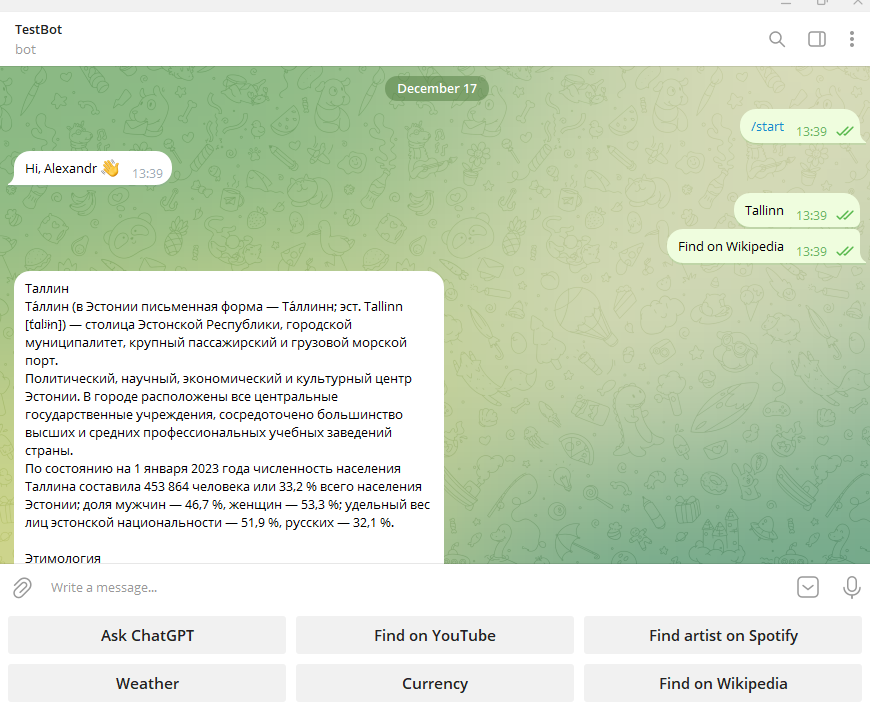 TestBot
bot
December 17
/start 13:39
Hi, Alexandr 👋 13:39
Tallinn 13:39
Find on Wikipedia 13:39
Таллин
Та́ллин (в Эстонии письменная форма — Та́ллинн; эст. Tallinn
[ˈtɑlʲˑin]) — столица Эстонской Республики, городской
муниципалитет, крупный пассажирский и грузовой морской
порт.
Политический, научный, экономический и культурный центр
Эстонии. В городе расположены все центральные
государственные учреждения, сосредоточено большинство
высших и средних профессиональных учебных заведений
страны.
По состоянию на 1 января 2023 года численность населения
Таллина составила 453 864 человека или 33,2 % всего населения
Эстонии; доля мужчин — 46,7 %, женщин — 53,3 %; удельный вес
лиц эстонской национальности — 51,9 %, русских — 32,1 %.
Этимология
Write a message...
Ask ChatGPT
Find on YouTube
Find artist on Spotify
Weather
Currency
Find on Wikipedia